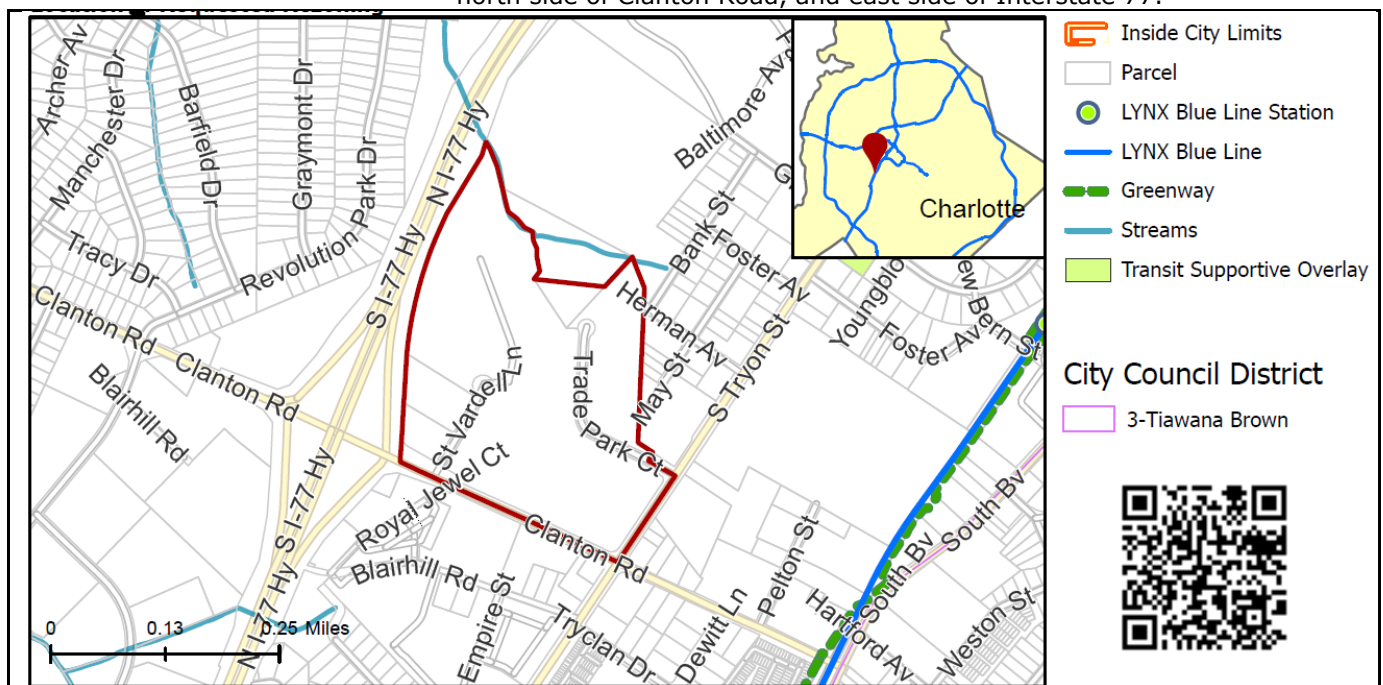 north side of Clanton Road, and east side of Interstate 77.
Archer Av
Manchester Dr
Barfield Dr
Graymont Dr
Revolution Park Dr
Tracy Dr
N I-77 Hy
S I-77 Hy
Baltimore Av
Bank St
Foster Av
Herman Av
May St
S Tryon St
Foster Av
Bern St
Charlotte
Clanton Rd
Clanton Rd
Blairhill Rd
St Vardell Ln
Trade
Park Ct
Royal Jewel Ct
Clanton Rd
Blairhill Rd
S I-77 Hy
N I-77 Hy
Empire St
Tryclan Dr
Dewitt Ln
Pelton St
Hartford Av
South Bv
South Bv
Weston St
0
0.13
0.25 Miles
Inside City Limits
Parcel
LYNX Blue Line Station
LYNX Blue Line
Greenway
Streams
Transit Supportive Overlay
City Council District
3-Tiawana Brown